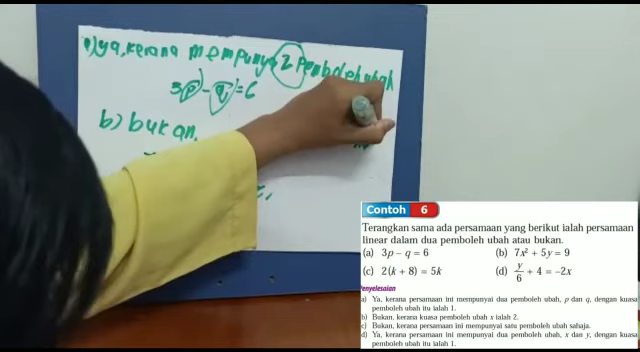 a) ya, kerana mempunyai 2 pemboleh ubah
3p - q = 6
b) bukan,
Contoh 6
Terangkan sama ada persamaan yang berikut ialah persamaan
linear dalam dua pemboleh ubah atau bukan.
(a) 3p − q = 6 (b) 7x² + 5y = 9
(c) 2(k + 8) = 5k (d) y/6 + 4 = −2x
Penyelesaian
a) Ya, kerana persamaan ini mempunyai dua pemboleh ubah, p dan q, dengan kuasa
pemboleh ubah itu ialah 1.
b) Bukan, kerana kuasa pemboleh ubah x ialah 2.
c) Bukan, kerana persamaan ini mempunyai satu pemboleh ubah sahaja.
d) Ya, kerana persamaan ini mempunyai dua pemboleh ubah, x dan y, dengan kuasa
pemboleh ubah itu ialah 1.